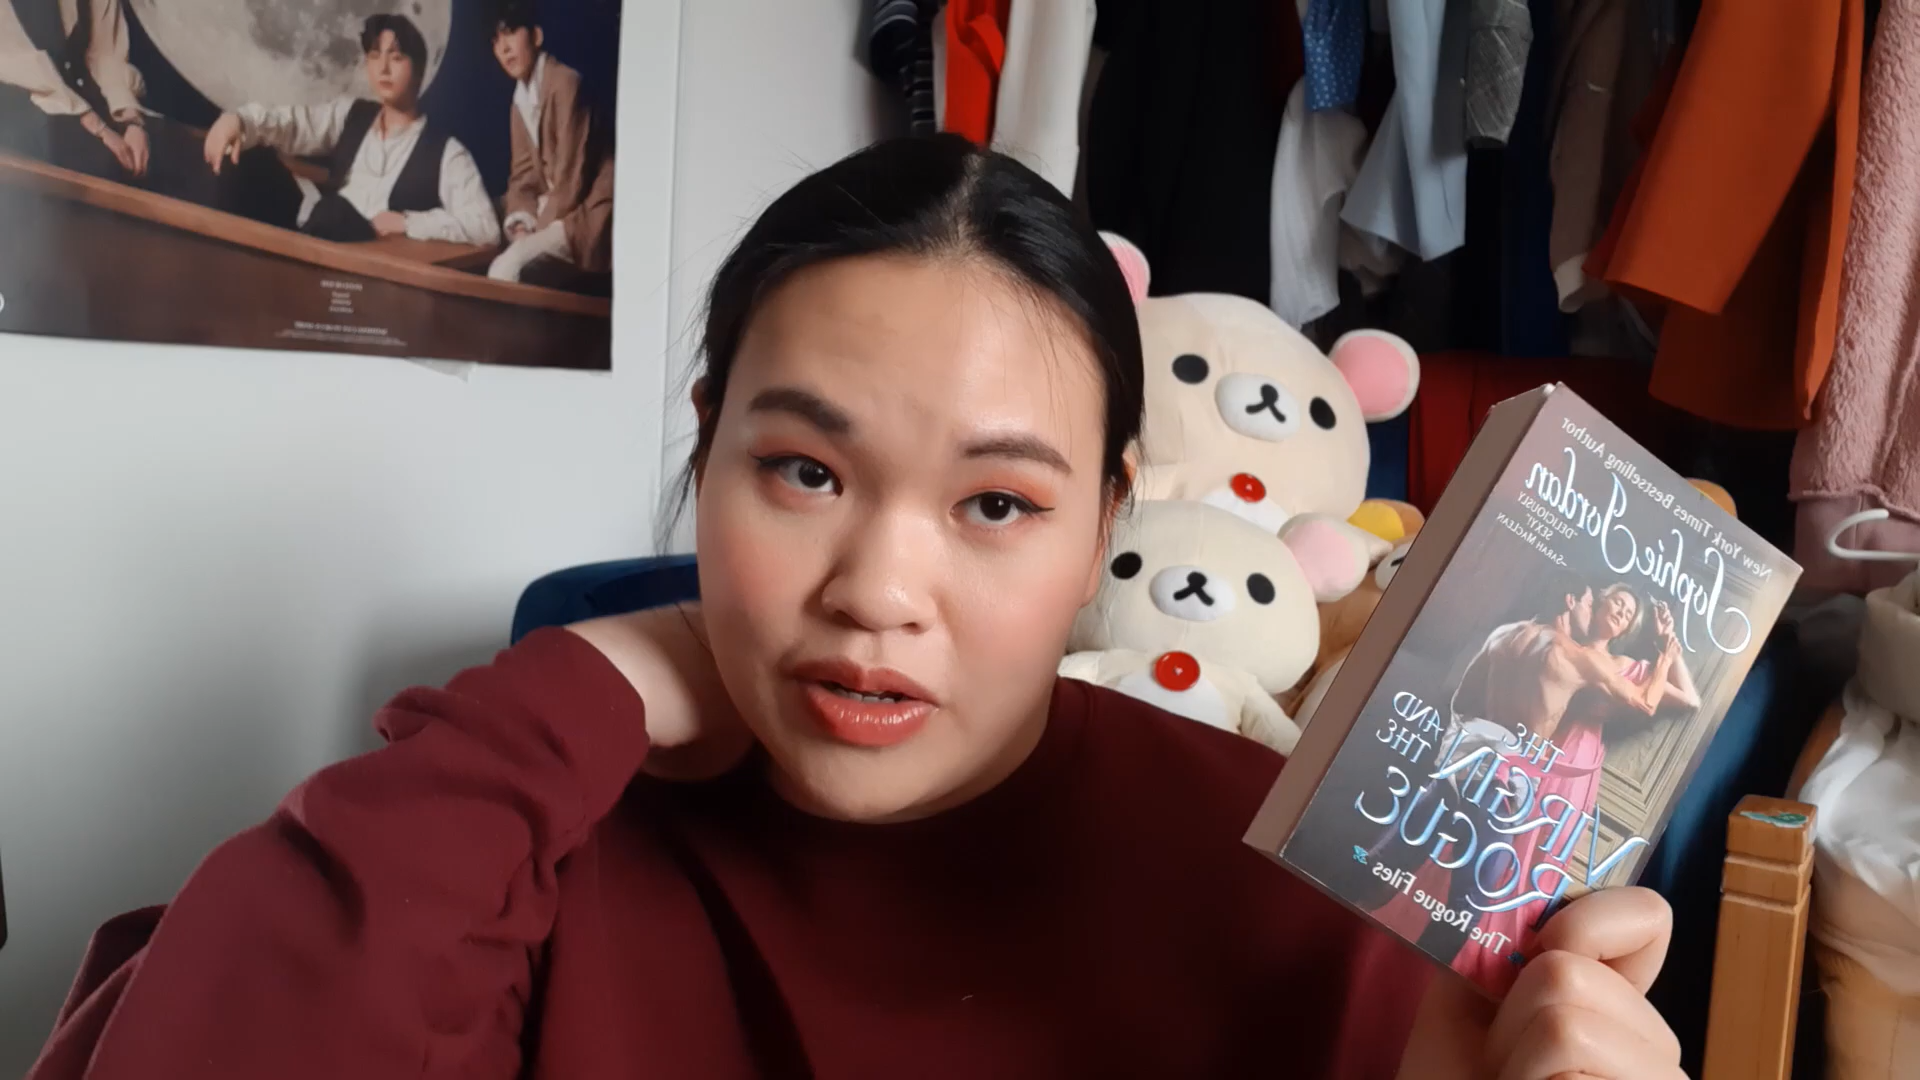 New York Times Bestselling Author
Sophie Jordan
"DELICIOUSLY
SEXY!"
—SARAH MACLEAN
THE
VIRGIN AND
THE
ROGUE
The Rogue Files